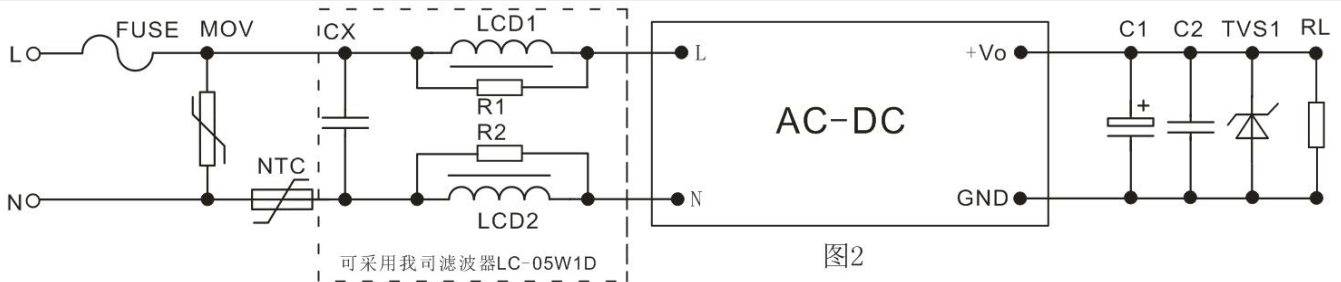 FUSE MOV CX LCD1
L
R1
R2
NTC
N
LCD2
可采用我司滤波器LC-05W1D
L
N
AC-DC
+Vo
GND
图2
C1 C2 TVS1 RL
+